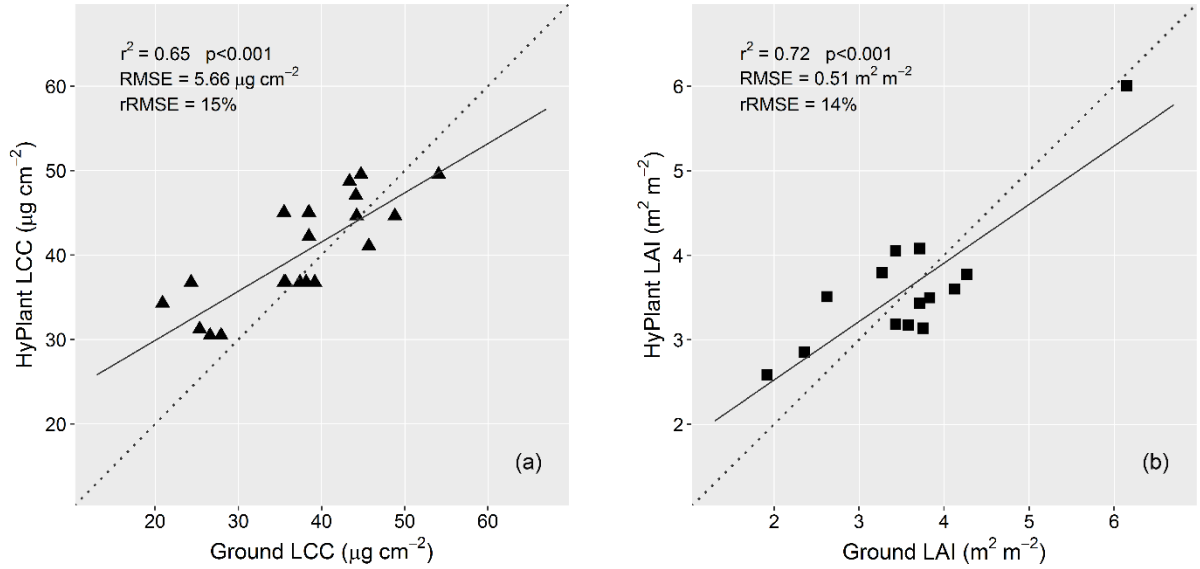 r² = 0.65 p<0.001
RMSE = 5.66 μg cm⁻²
rRMSE = 15%
60
50
40
30
20
HyPlant LCC (μg cm⁻²)
(a)
20 30 40 50 60
Ground LCC (μg cm⁻²)
r² = 0.72 p<0.001
RMSE = 0.51 m² m⁻²
rRMSE = 14%
6
5
4
3
2
HyPlant LAI (m² m⁻²)
(b)
2 3 4 5 6
Ground LAI (m² m⁻²)